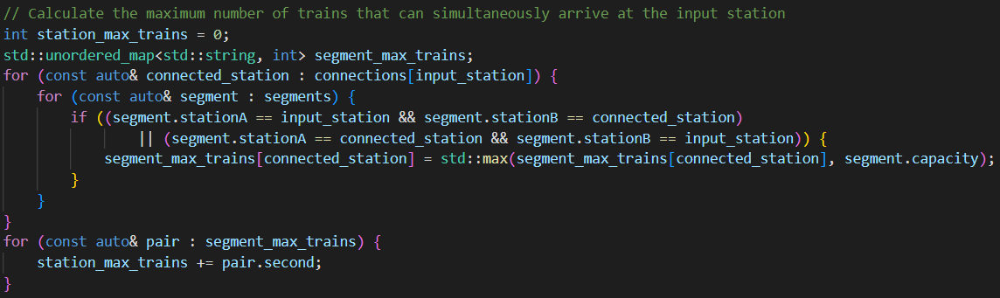 // Calculate the maximum number of trains that can simultaneously arrive at the input station
int station_max_trains = 0;
std::unordered_map<std::string, int> segment_max_trains;
for (const auto& connected_station : connections[input_station]) {
    for (const auto& segment : segments) {
        if ((segment.stationA == input_station && segment.stationB == connected_station)
                || (segment.stationA == connected_station && segment.stationB == input_station)) {
            segment_max_trains[connected_station] = std::max(segment_max_trains[connected_station], segment.capacity);
        }
    }
}
for (const auto& pair : segment_max_trains) {
    station_max_trains += pair.second;
}